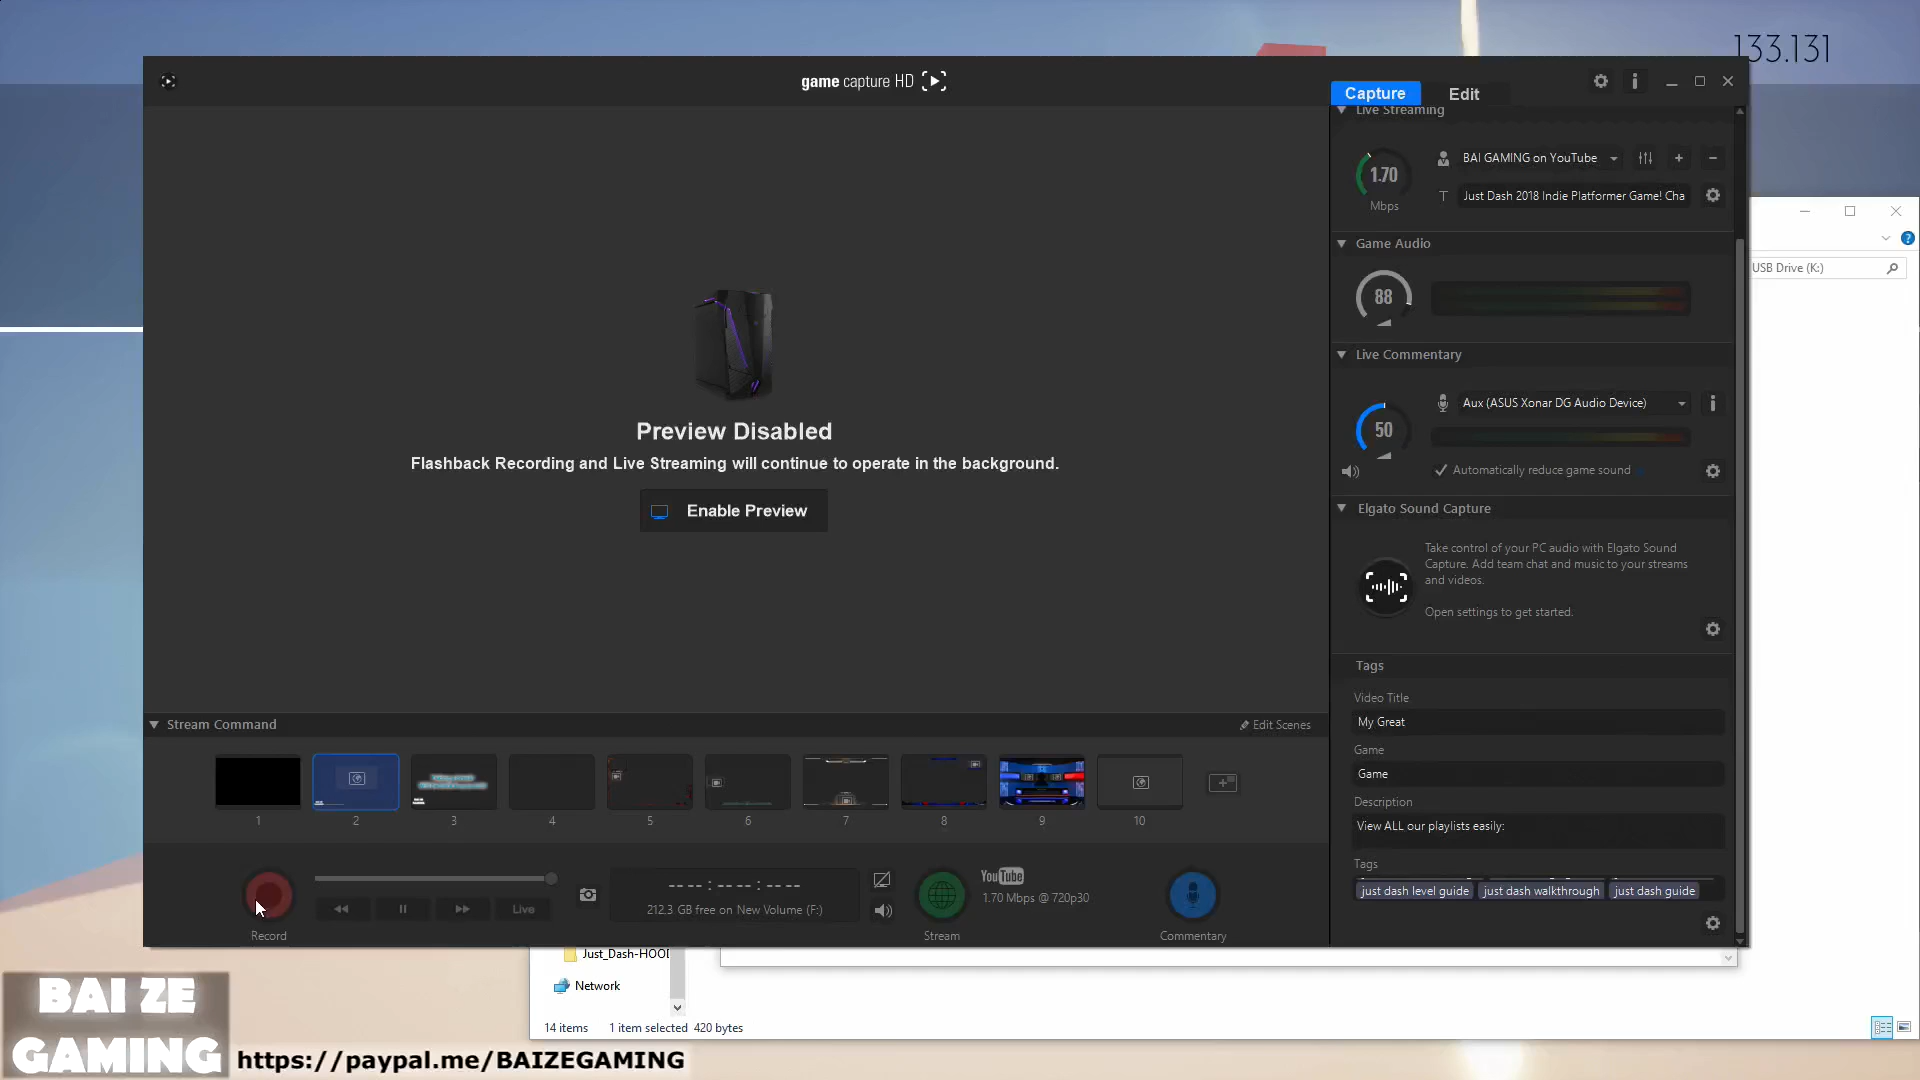 133.131
game capture HD
Capture
Edit
Live Streaming
1.70
Mbps
BAI GAMING on YouTube
T
Just Dash 2018 Indie Platformer Game! Cha
Game Audio
88
Live Commentary
50
Aux (ASUS Xonar DG Audio Device)
Automatically reduce game sound
Elgato Sound Capture
Take control of your PC audio with Elgato Sound
Capture. Add team chat and music to your streams
and videos.
Open settings to get started.
Tags
Video Title
My Great
Game
Game
Description
View ALL our playlists easily:
Tags
just dash level guide
just dash walkthrough
just dash guide
USB Drive (K:)
Preview Disabled
Flashback Recording and Live Streaming will continue to operate in the background.
Enable Preview
Stream Command
Edit Scenes
1
2
3
4
5
6
7
8
9
10
Record
Live
-- -- : -- -- : -- --
212.3 GB free on New Volume (F:)
Stream
YouTube
1.70 Mbps @ 720p30
Commentary
Just_Dash-HOOD
Network
14 items
1 item selected
420 bytes
BAI ZE
GAMING
https://paypal.me/BAIZEGAMING